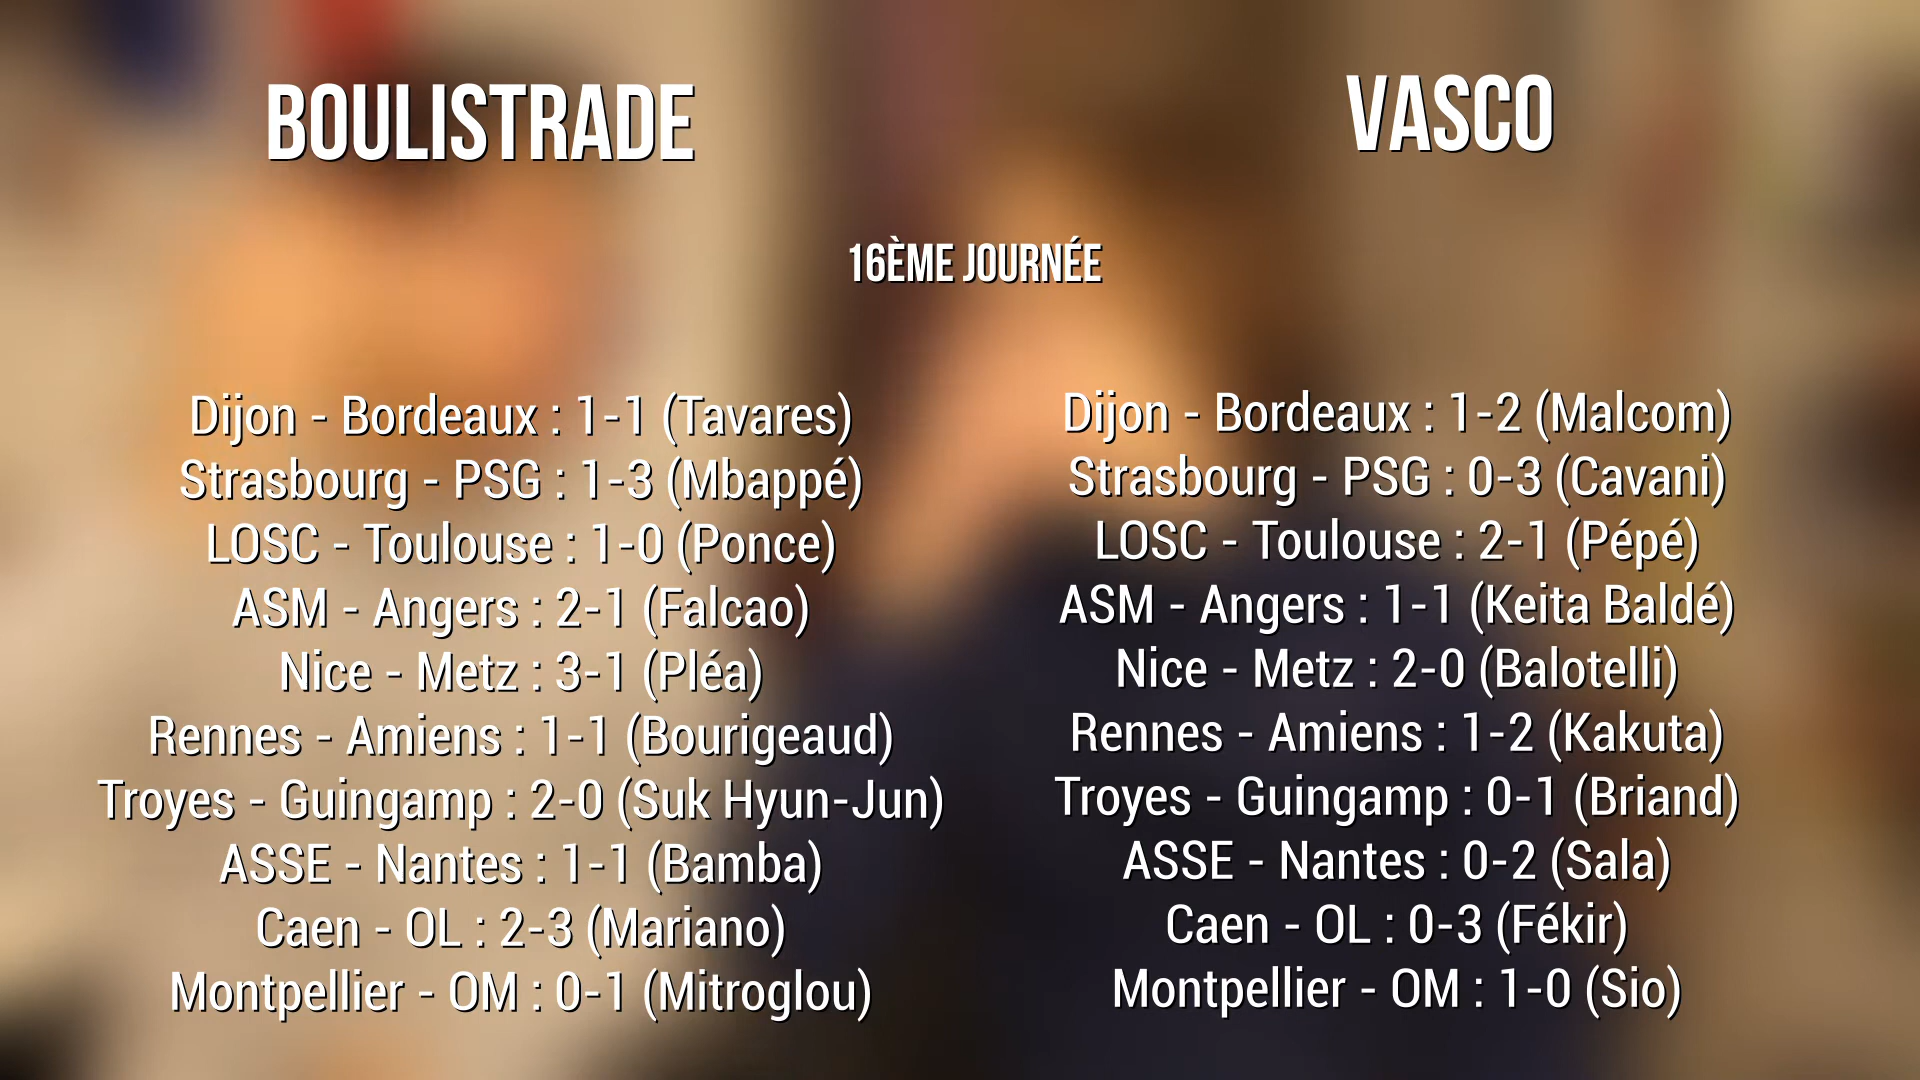 BOULISTRADE
VASCO
16ÈME JOURNÉE
Dijon - Bordeaux : 1-1 (Tavares)
Strasbourg - PSG : 1-3 (Mbappé)
LOSC - Toulouse : 1-0 (Ponce)
ASM - Angers : 2-1 (Falcao)
Nice - Metz : 3-1 (Pléa)
Rennes - Amiens : 1-1 (Bourigeaud)
Troyes - Guingamp : 2-0 (Suk Hyun-Jun)
ASSE - Nantes : 1-1 (Bamba)
Caen - OL : 2-3 (Mariano)
Montpellier - OM : 0-1 (Mitroglou)
Dijon - Bordeaux : 1-2 (Malcom)
Strasbourg - PSG : 0-3 (Cavani)
LOSC - Toulouse : 2-1 (Pépé)
ASM - Angers : 1-1 (Keita Baldé)
Nice - Metz : 2-0 (Balotelli)
Rennes - Amiens : 1-2 (Kakuta)
Troyes - Guingamp : 0-1 (Briand)
ASSE - Nantes : 0-2 (Sala)
Caen - OL : 0-3 (Fékir)
Montpellier - OM : 1-0 (Sio)